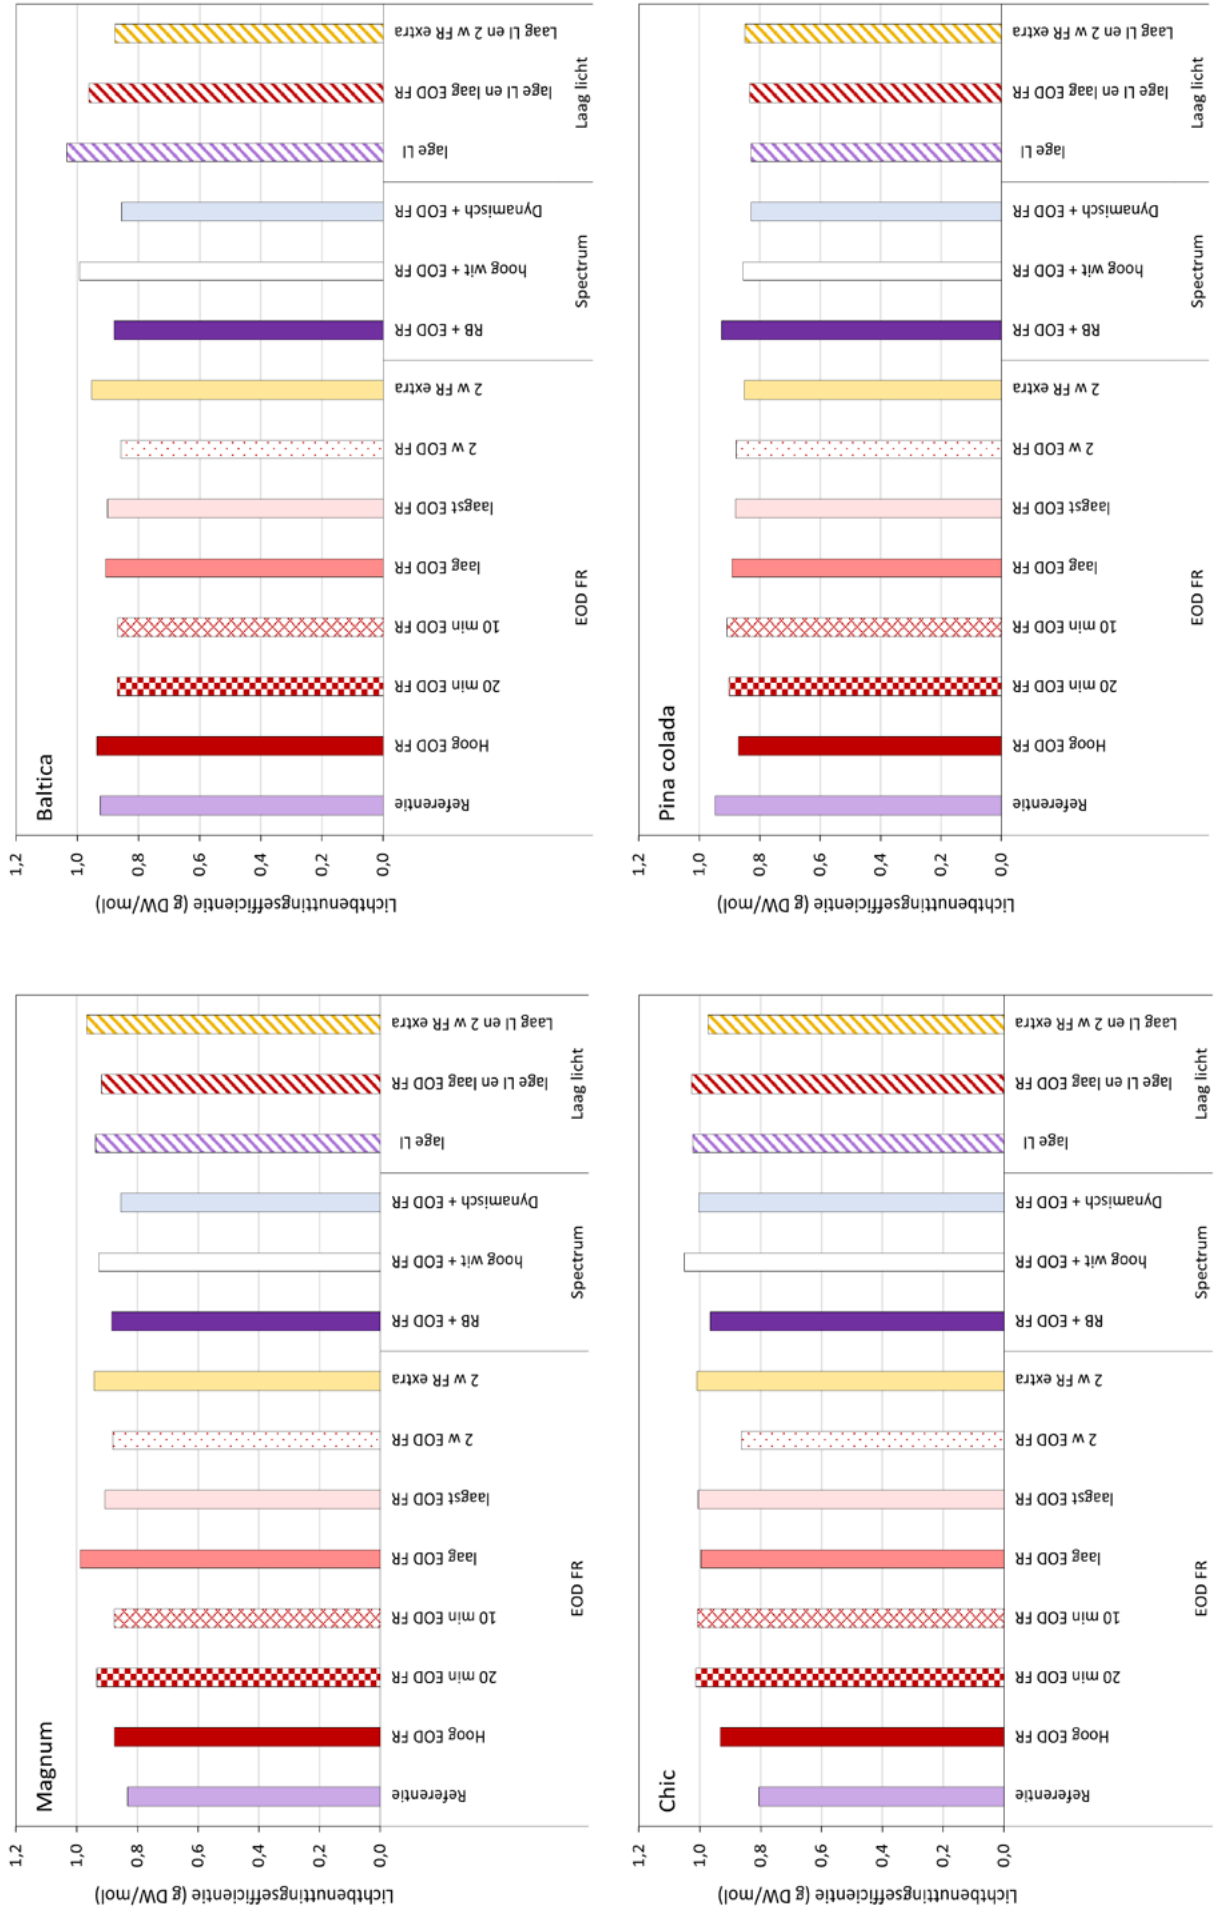 Magnum
Lichtbenuttingsefficientie (g DW/mol)
1,2
1,0
0,8
0,6
0,4
0,2
0,0
Referentie
Hoog EOD FR
20 min EOD FR
10 min EOD FR
laag EOD FR
laagst EOD FR
2 w EOD FR
2 w FR extra
RB + EOD FR
hoog wit + EOD FR
Dynamisch + EOD FR
lage LI
lage LI en laag EOD FR
Laag LI en 2 w FR extra
EOD FR
Spectrum
Laag licht
Baltica
Lichtbenuttingsefficientie (g DW/mol)
1,2
1,0
0,8
0,6
0,4
0,2
0,0
Referentie
Hoog EOD FR
20 min EOD FR
10 min EOD FR
laag EOD FR
laagst EOD FR
2 w EOD FR
2 w FR extra
RB + EOD FR
hoog wit + EOD FR
Dynamisch + EOD FR
lage LI
lage LI en laag EOD FR
Laag LI en 2 w FR extra
EOD FR
Spectrum
Laag licht
Chic
Lichtbenuttingsefficientie (g DW/mol)
1,2
1,0
0,8
0,6
0,4
0,2
0,0
Referentie
Hoog EOD FR
20 min EOD FR
10 min EOD FR
laag EOD FR
laagst EOD FR
2 w EOD FR
2 w FR extra
RB + EOD FR
hoog wit + EOD FR
Dynamisch + EOD FR
lage LI
lage LI en laag EOD FR
Laag LI en 2 w FR extra
EOD FR
Spectrum
Laag licht
Pina colada
Lichtbenuttingsefficientie (g DW/mol)
1,2
1,0
0,8
0,6
0,4
0,2
0,0
Referentie
Hoog EOD FR
20 min EOD FR
10 min EOD FR
laag EOD FR
laagst EOD FR
2 w EOD FR
2 w FR extra
RB + EOD FR
hoog wit + EOD FR
Dynamisch + EOD FR
lage LI
lage LI en laag EOD FR
Laag LI en 2 w FR extra
EOD FR
Spectrum
Laag licht